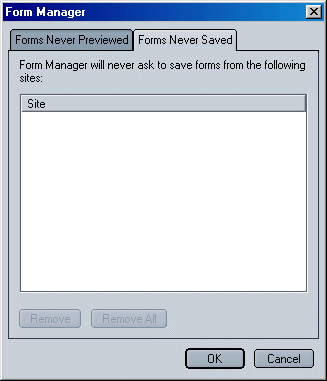 Form Manager
Forms Never Previewed
Forms Never Saved
Form Manager will never ask to save forms from the following
sites:
Site
Remove
Remove All
OK
Cancel